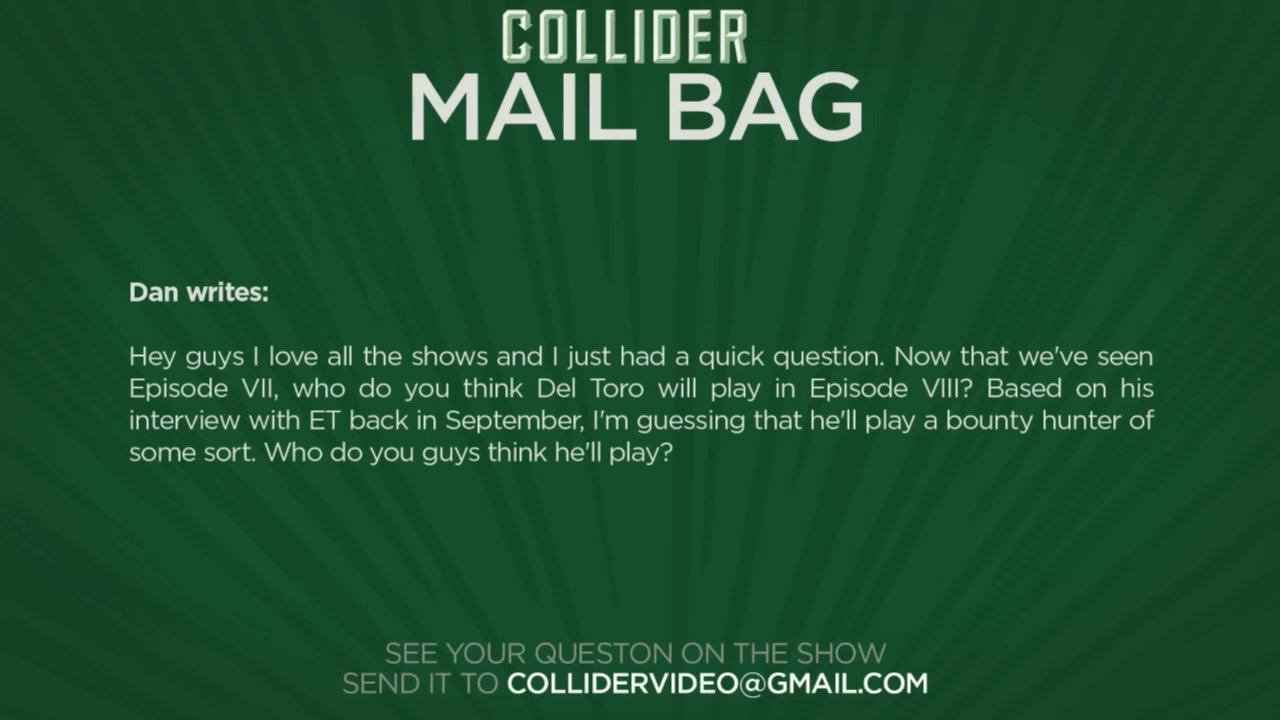 COLLIDER
MAIL BAG
Dan writes:
Hey guys I love all the shows and I just had a quick question. Now that we've seen
Episode VII, who do you think Del Toro will play in Episode VIII? Based on his
interview with ET back in September, I'm guessing that he'll play a bounty hunter of
some sort. Who do you guys think he'll play?
SEE YOUR QUESTON ON THE SHOW
SEND IT TO COLLIDERVIDEO@GMAIL.COM